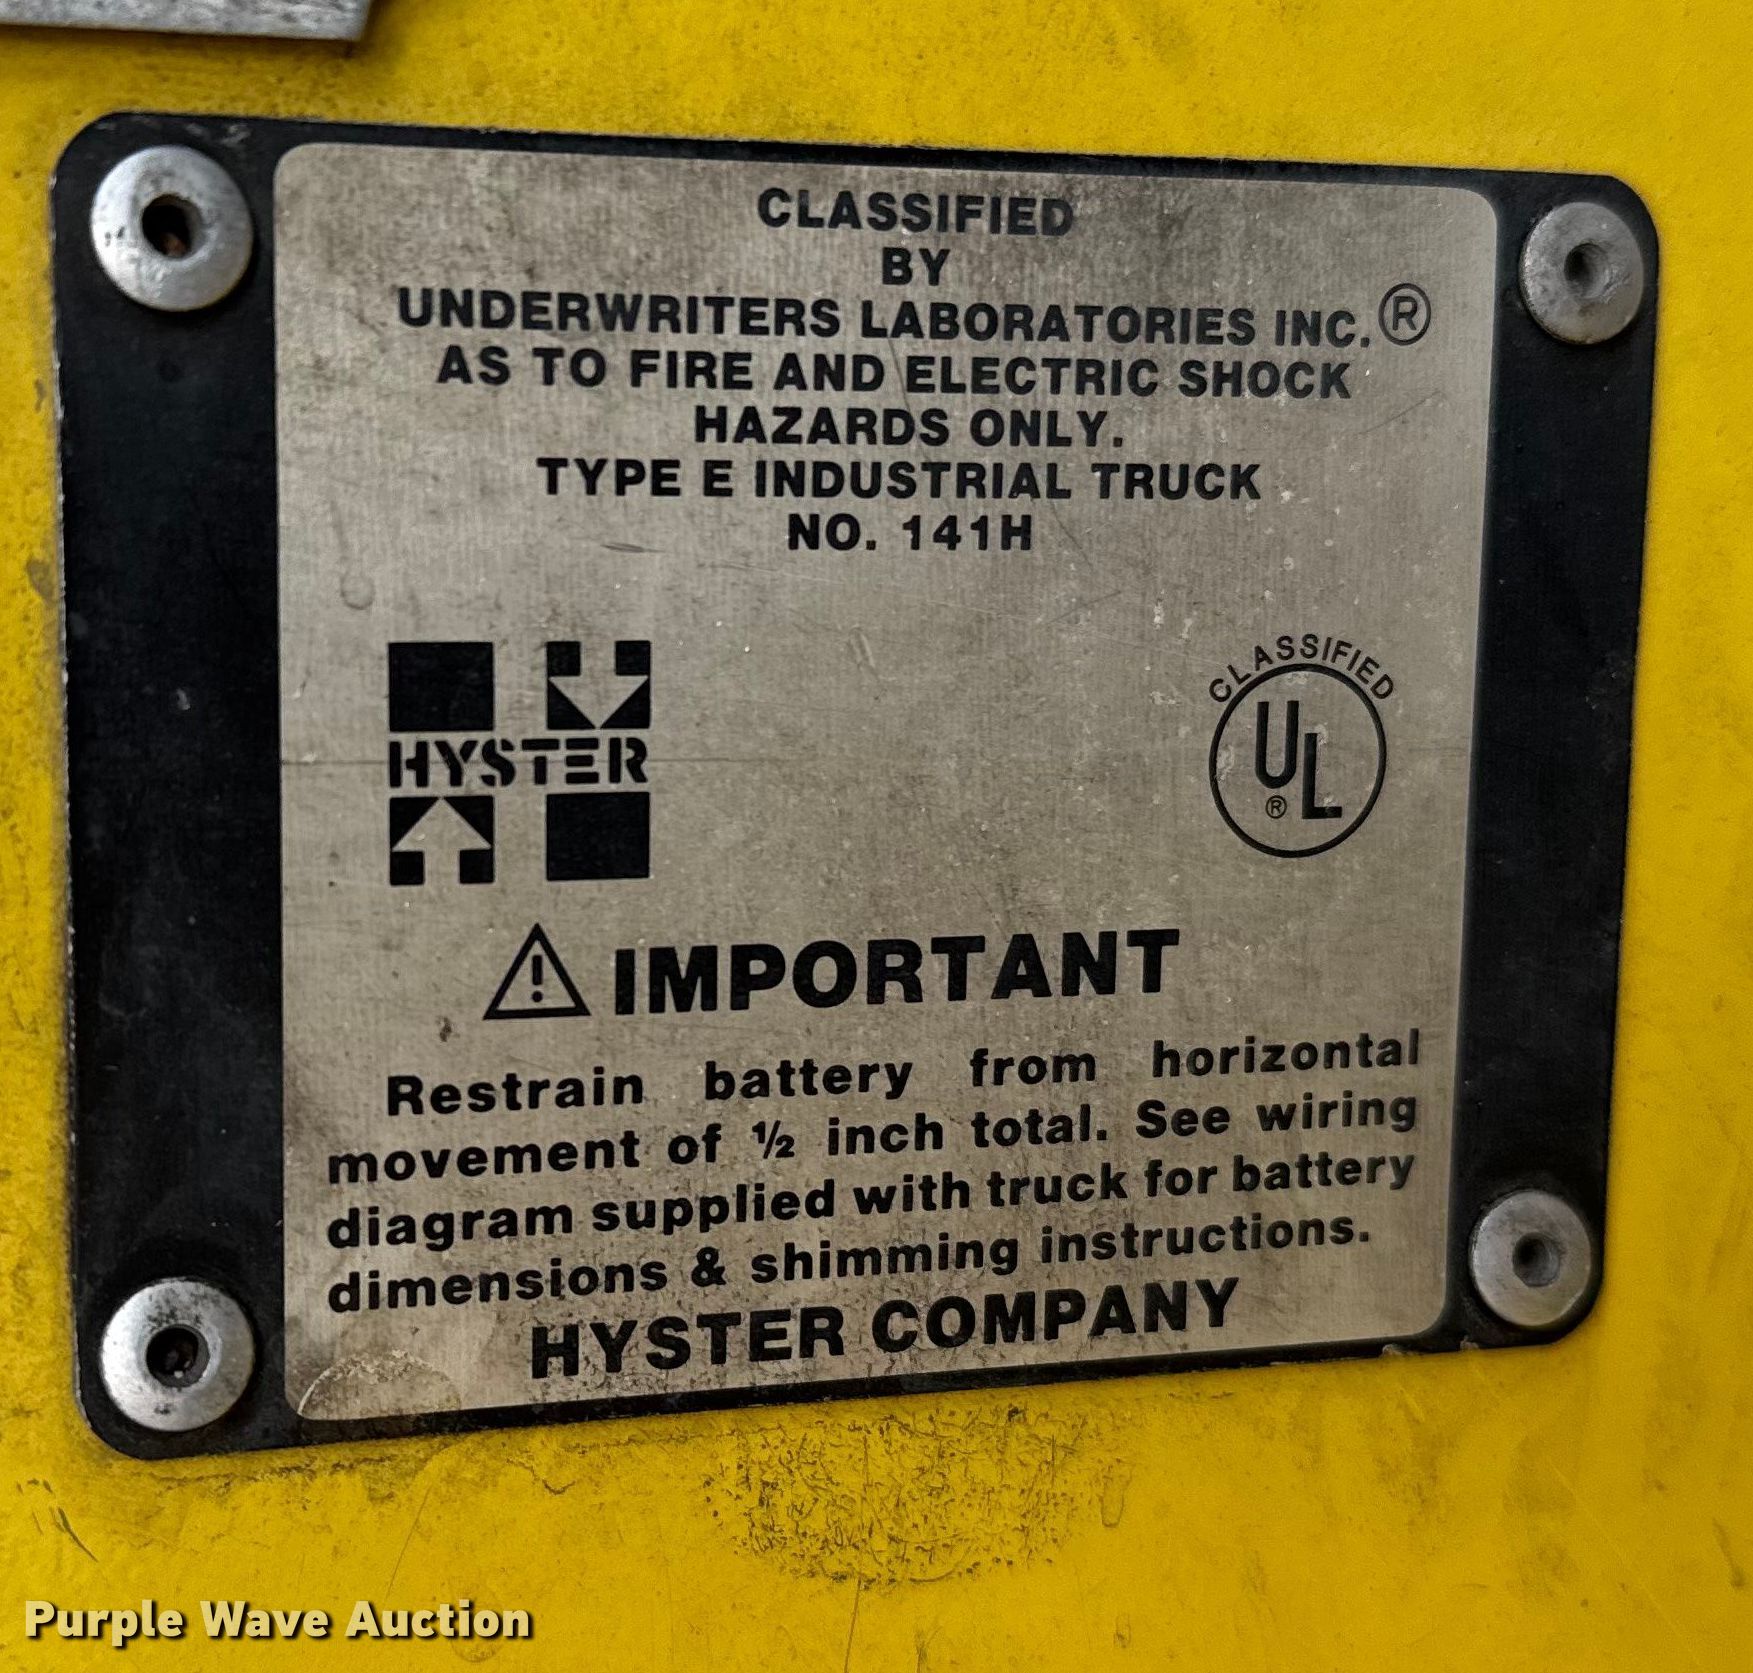 CLASSIFIED
BY
UNDERWRITERS LABORATORIES INC.®
AS TO FIRE AND ELECTRIC SHOCK
HAZARDS ONLY.
TYPE E INDUSTRIAL TRUCK
NO. 141H
HYSTER
CLASSIFIED
UL
®
IMPORTANT
Restrain battery from horizontal
movement of ½ inch total. See wiring
diagram supplied with truck for battery
dimensions & shimming instructions.
HYSTER COMPANY
Purple Wave Auction